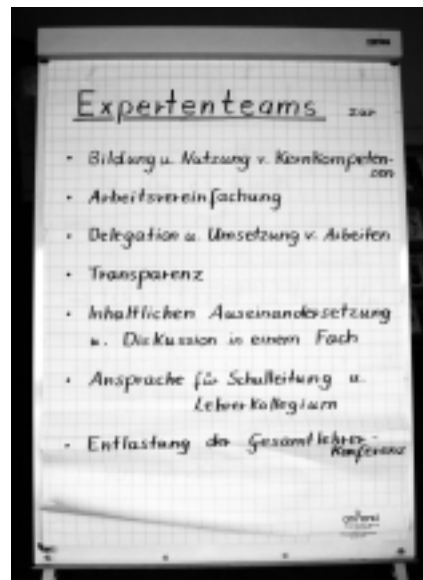 Expertenteams zur
• Bildung u. Nutzung v. Kernkompeten-
zen
• Arbeitsvereinfachung
• Delegation u. Umsetzung v. Arbeiten
• Transparenz
• Inhaltlichen Auseinandersetzung
u. Diskussion in einem Fach
• Ansprache für Schulleitung u.
Lehrerkollegium
• Entlastung der Gesamtlehrer-
Konferenz